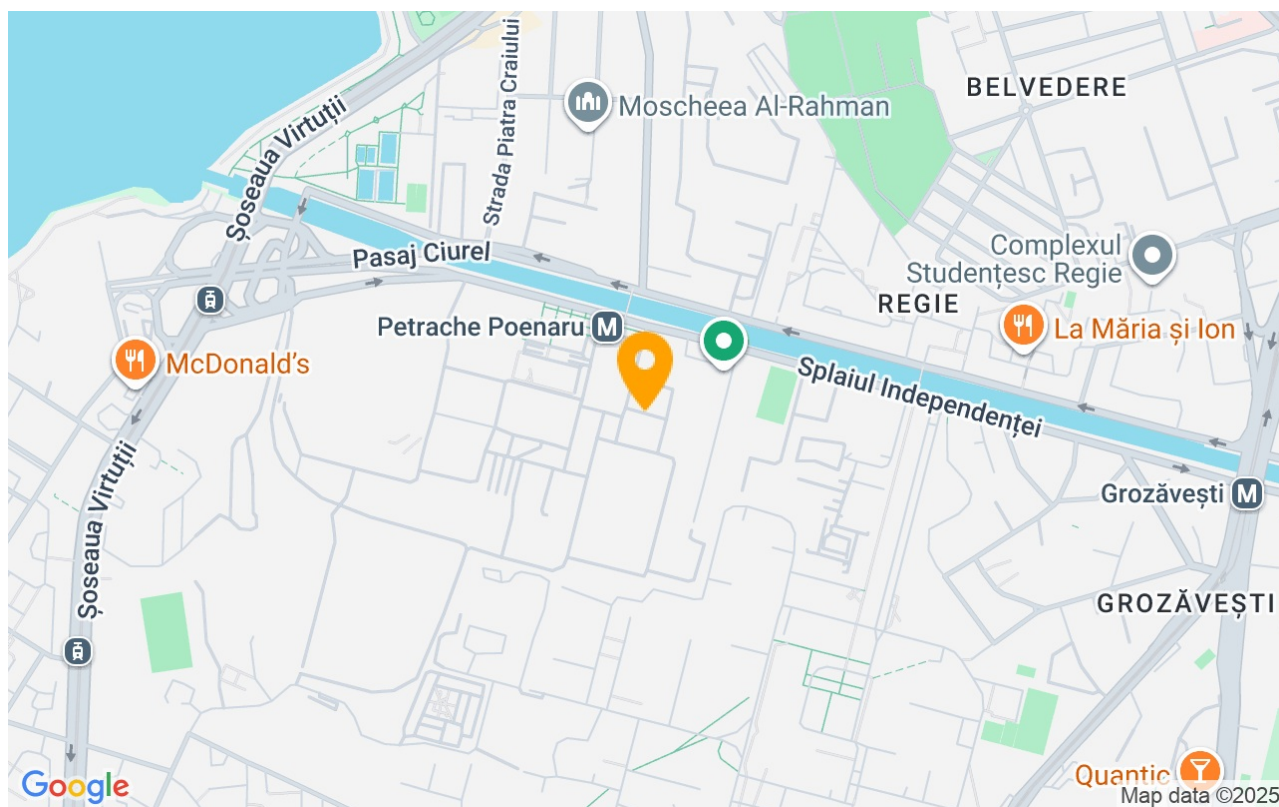 BELVEDERE
Moscheea Al-Rahman
Șoseaua Virtuții
Strada Piatra Craiului
Pasaj Ciurel
Complexul
Studențesc Regie
REGIE
Petrache Poenaru
M
La Măria și Ion
McDonald's
Splaiul Independenței
Grozăvești
M
Șoseaua Virtuții
GROZĂVEȘTI
Quantic
Google
Map data ©2025